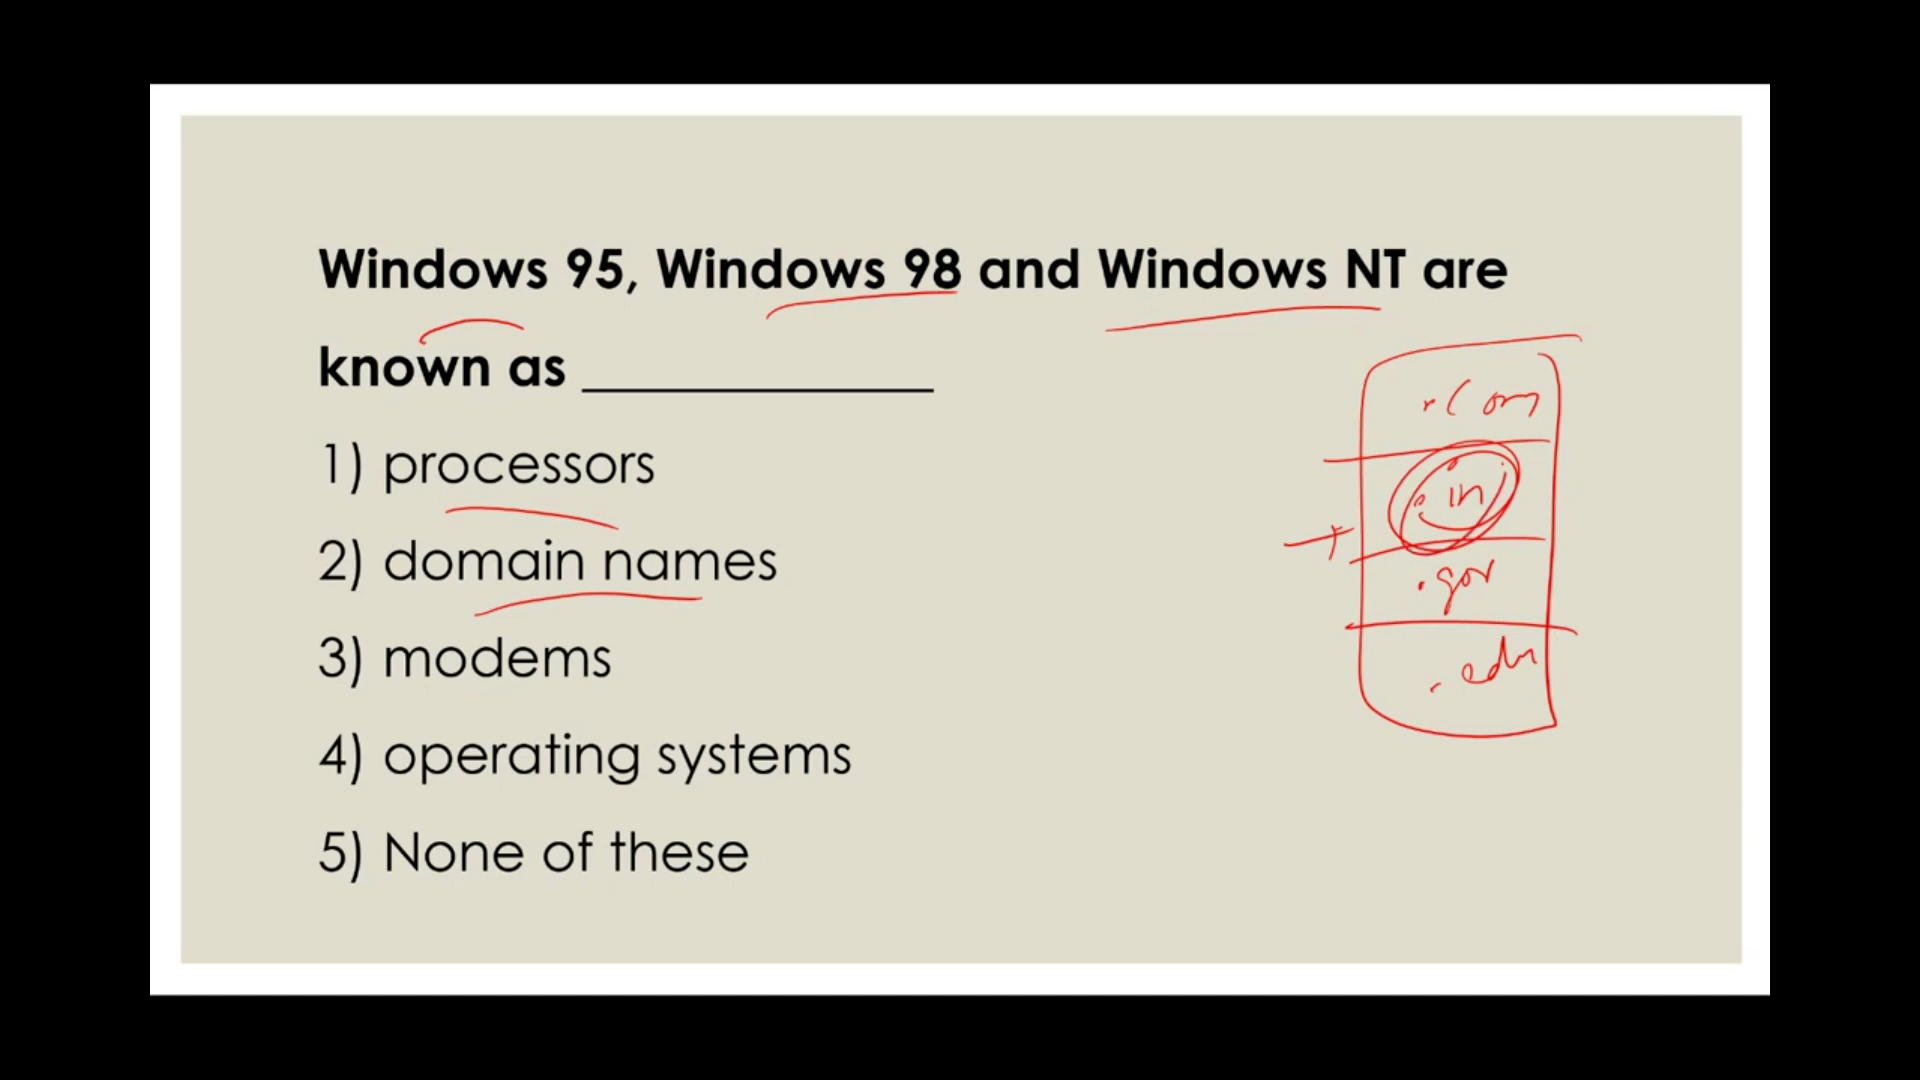 Windows 95, Windows 98 and Windows NT are
known as _____________
1) processors
2) domain names
3) modems
4) operating systems
5) None of these
.com
.in
.gov
.edu